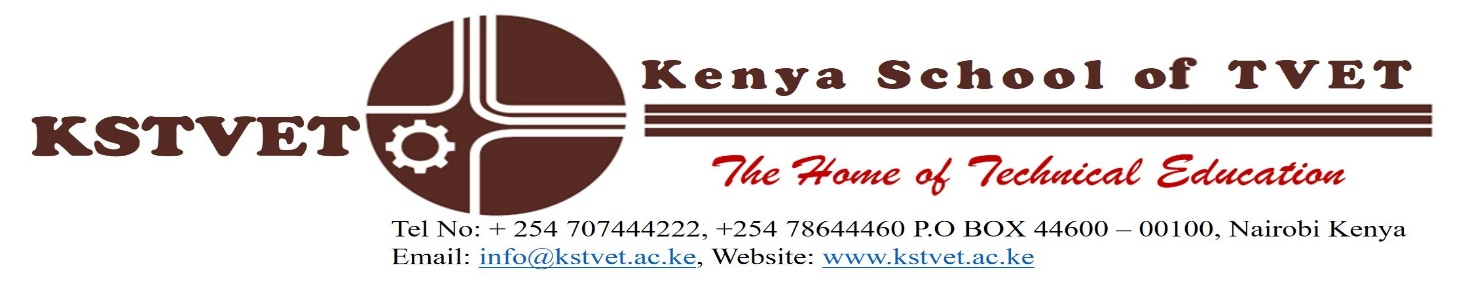 KSTVET
Kenya School of TVET
The Home of Technical Education
Tel No: + 254 707444222, +254 78644460 P.O BOX 44600 – 00100, Nairobi Kenya
Email: info@kstvet.ac.ke, Website: www.kstvet.ac.ke